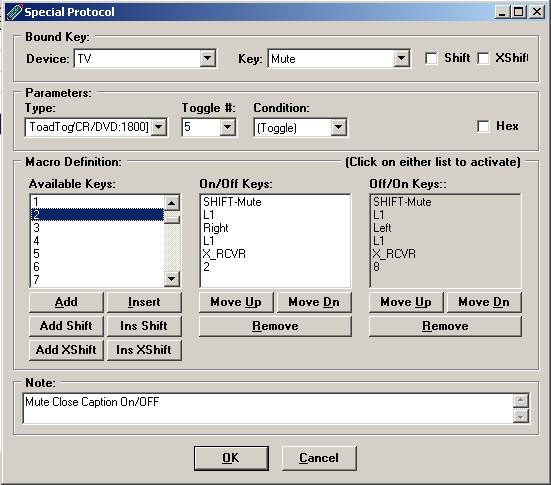 Special Protocol
Bound Key:
Device: TV Key: Mute Shift XShift
Parameters:
Type: Toggle #: Condition:
ToadTog'CR/DVD:1800] 5 (Toggle) Hex
Macro Definition: (Click on either list to activate)
Available Keys: On/Off Keys: Off/On Keys::
1 SHIFT-Mute SHIFT-Mute
2 L1 L1
3 Right Left
4 L1 L1
5 X_RCVR X_RCVR
6 2 8
7
Add Insert Move Up Move Dn Move Up Move Dn
Add Shift Ins Shift Remove Remove
Add XShift Ins XShift
Note:
Mute Close Caption On/OFF
OK Cancel